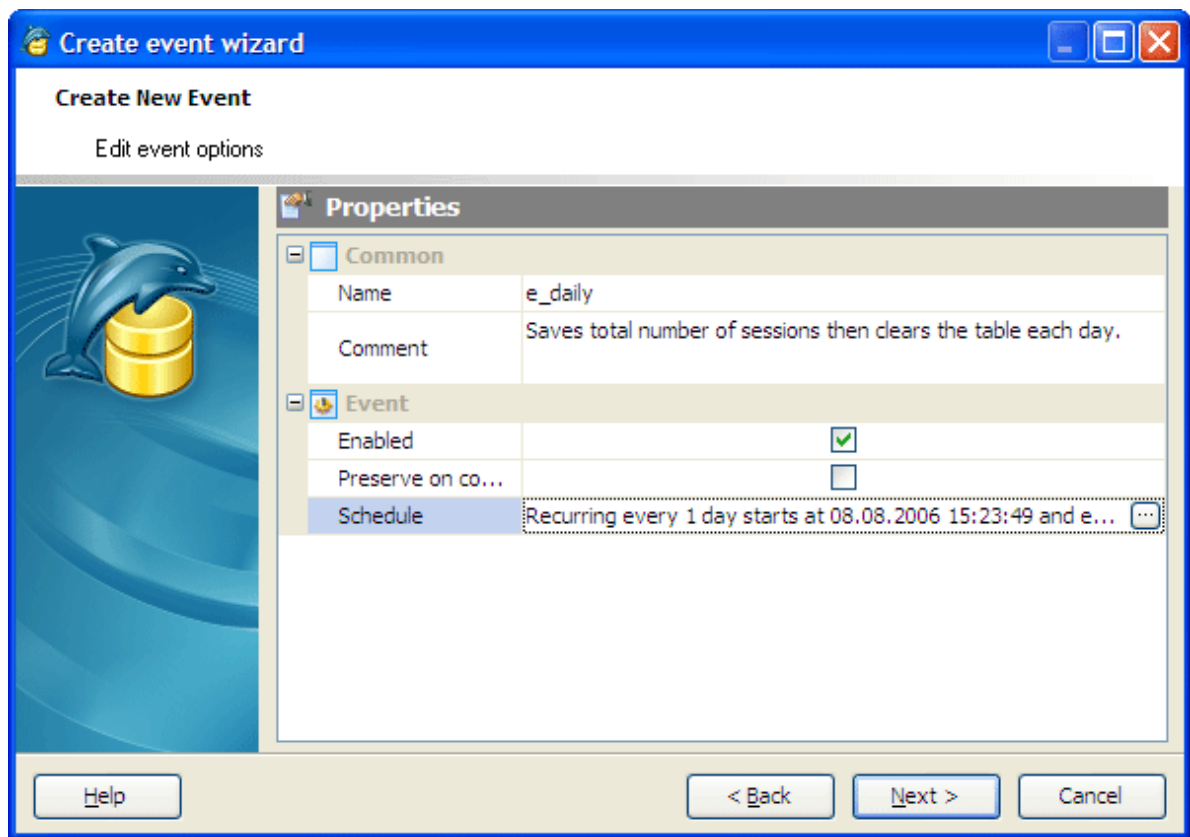 Create event wizard
Create New Event
Edit event options
Properties
Common
Name e_daily
Comment Saves total number of sessions then clears the table each day.
Event
Enabled
Preserve on co...
Schedule Recurring every 1 day starts at 08.08.2006 15:23:49 and e... ...
Help < Back Next > Cancel